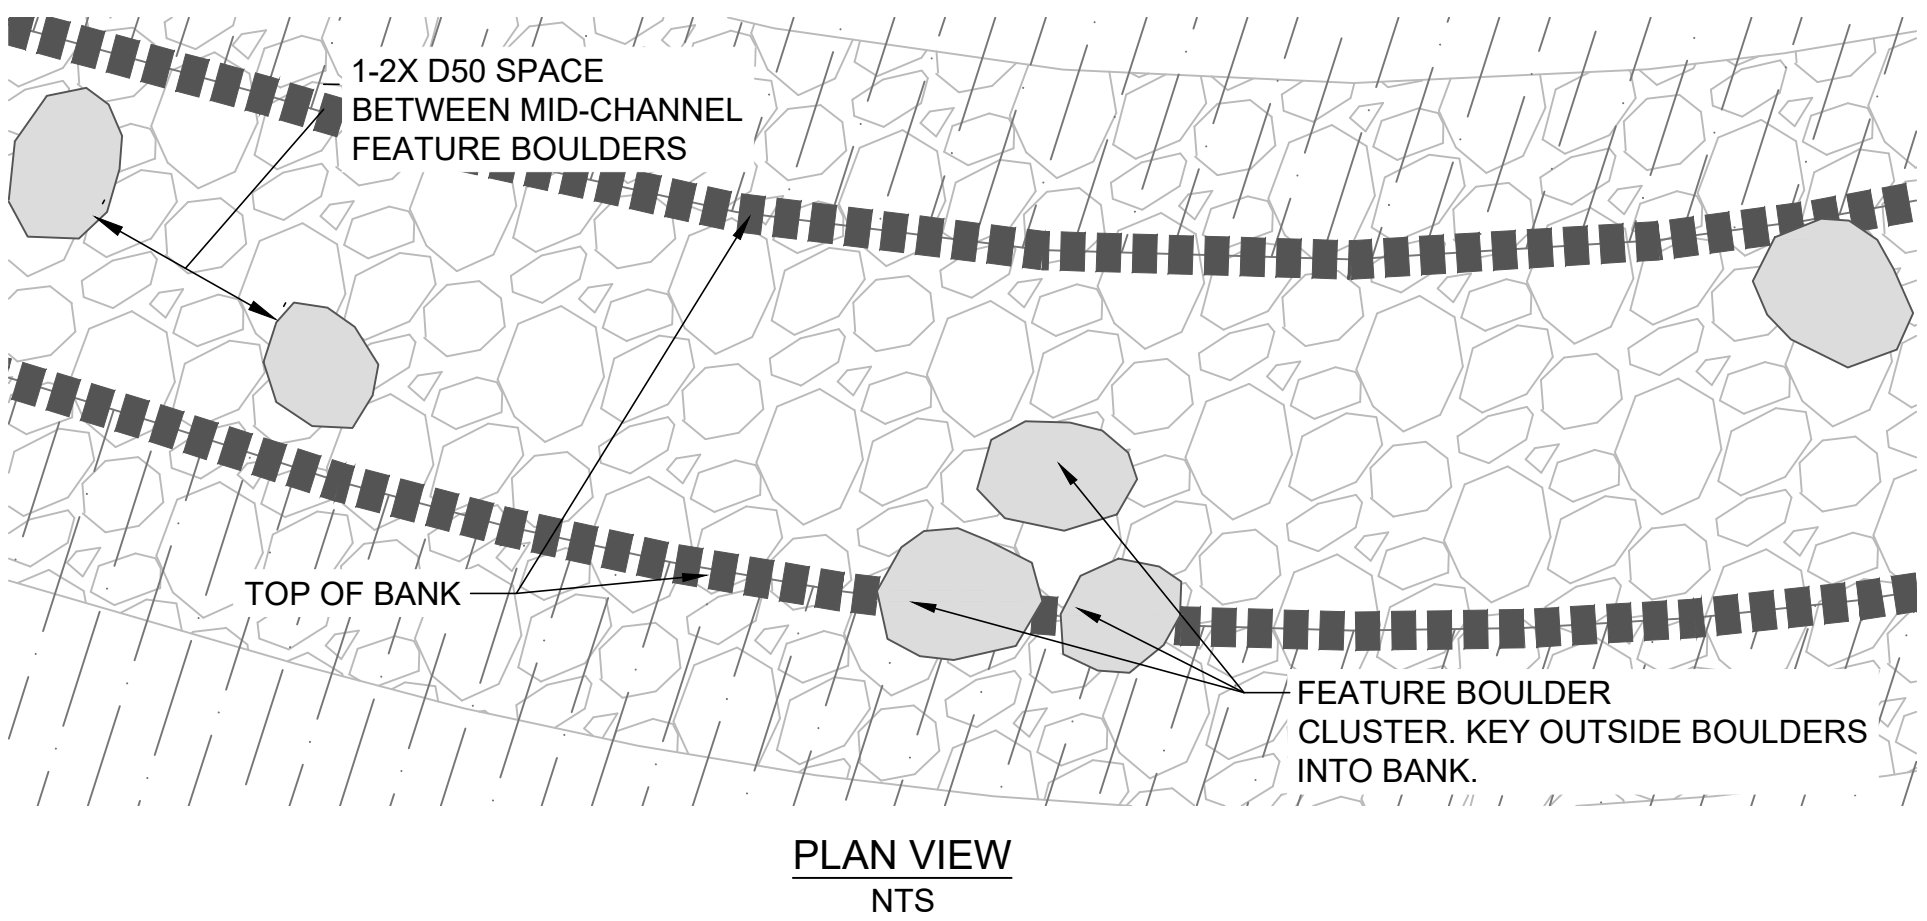 1-2X D50 SPACE
BETWEEN MID-CHANNEL
FEATURE BOULDERS
TOP OF BANK
FEATURE BOULDER
CLUSTER. KEY OUTSIDE BOULDERS
INTO BANK.
PLAN VIEW
NTS